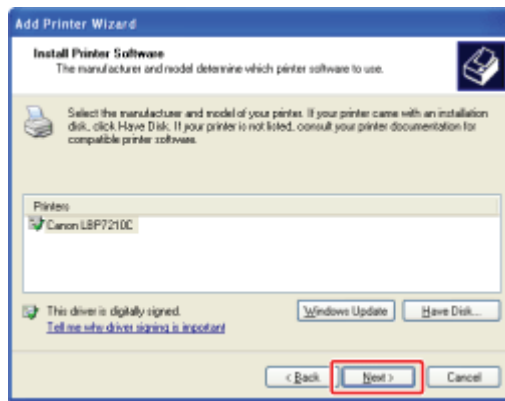 Add Printer Wizard
Install Printer Software
The manufacturer and model determine which printer software to use.
Select the manufacturer and model of your printer. If your printer came with an installation
disk, click Have Disk. If your printer is not listed, consult your printer documentation for
compatible printer software.
Printers
Canon LBP7210C
This driver is digitally signed.
Tell me why driver signing is important
Windows Update
Have Disk...
< Back
Next >
Cancel